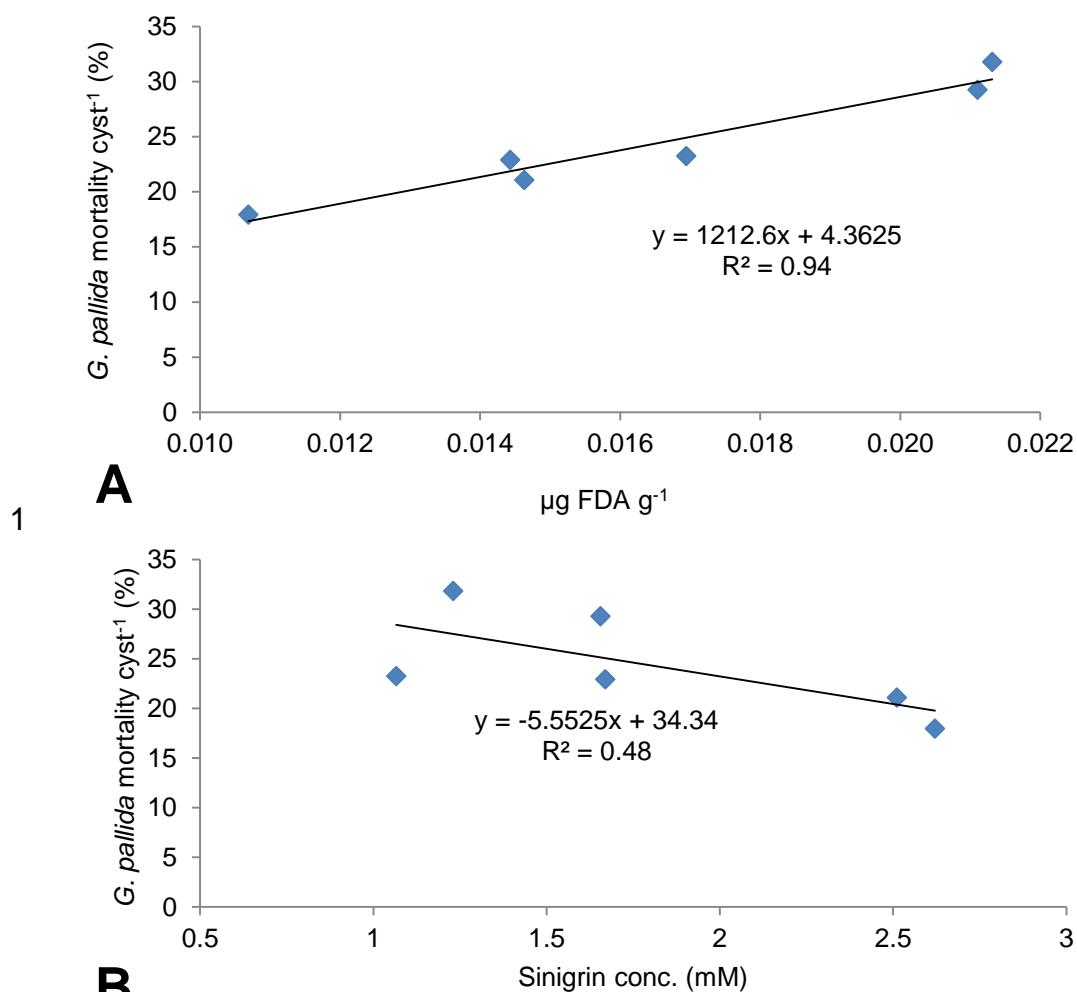 35
30
25
20
15
10
5
0
G. pallida mortality cyst⁻¹ (%)
y = 1212.6x + 4.3625
R² = 0.94
0.010 0.012 0.014 0.016 0.018 0.020 0.022
A
µg FDA g⁻¹
1
35
30
25
20
15
10
5
0
G. pallida mortality cyst⁻¹ (%)
y = -5.5525x + 34.34
R² = 0.48
0.5 1 1.5 2 2.5 3
Sinigrin conc. (mM)
B